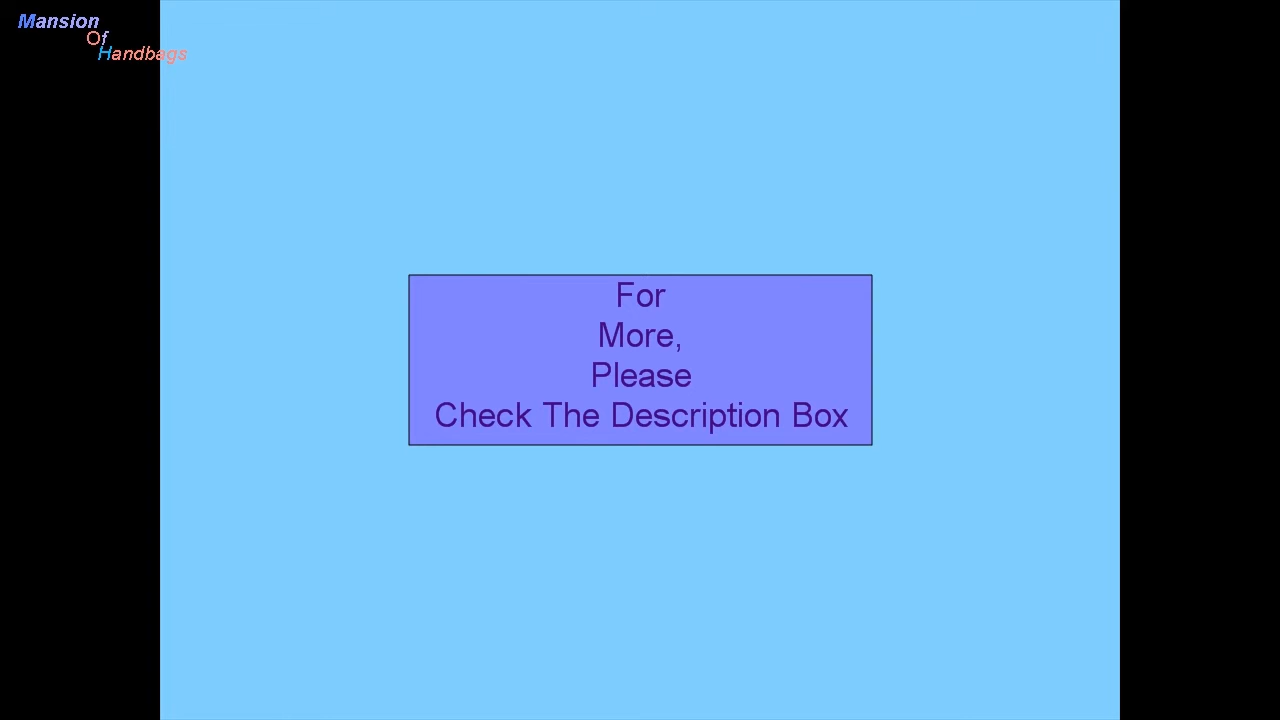 Mansion
Of
Handbags
For
More,
Please
Check The Description Box